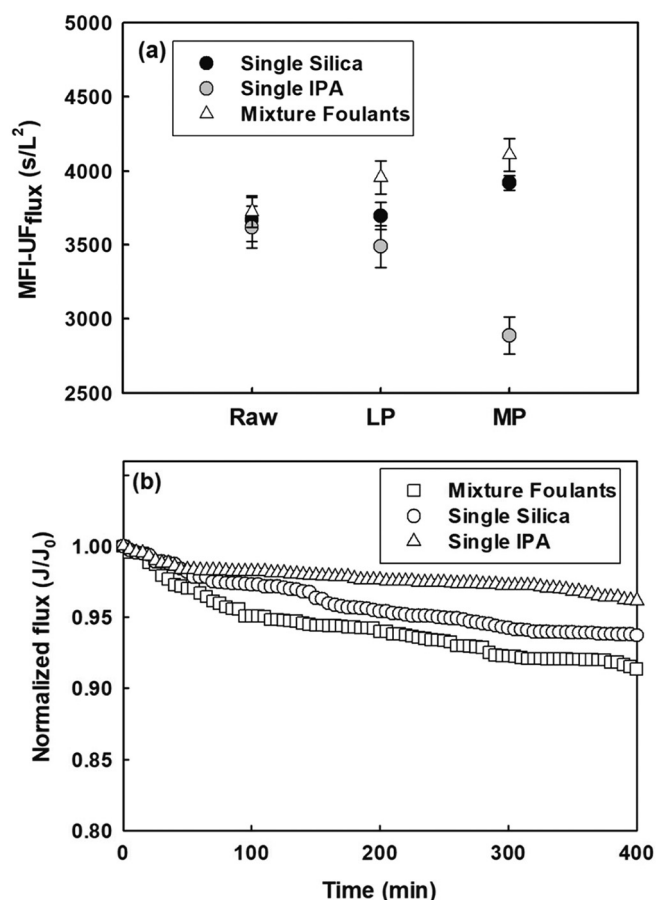 (a)
Single Silica
Single IPA
Mixture Foulants
5000
4500
4000
3500
3000
2500
MFI-UFflux (s/L2)
Raw LP MP
(b)
Mixture Foulants
Single Silica
Single IPA
1.00
0.95
0.90
0.85
0.80
Normalized flux (J/J0)
0 100 200 300 400
Time (min)